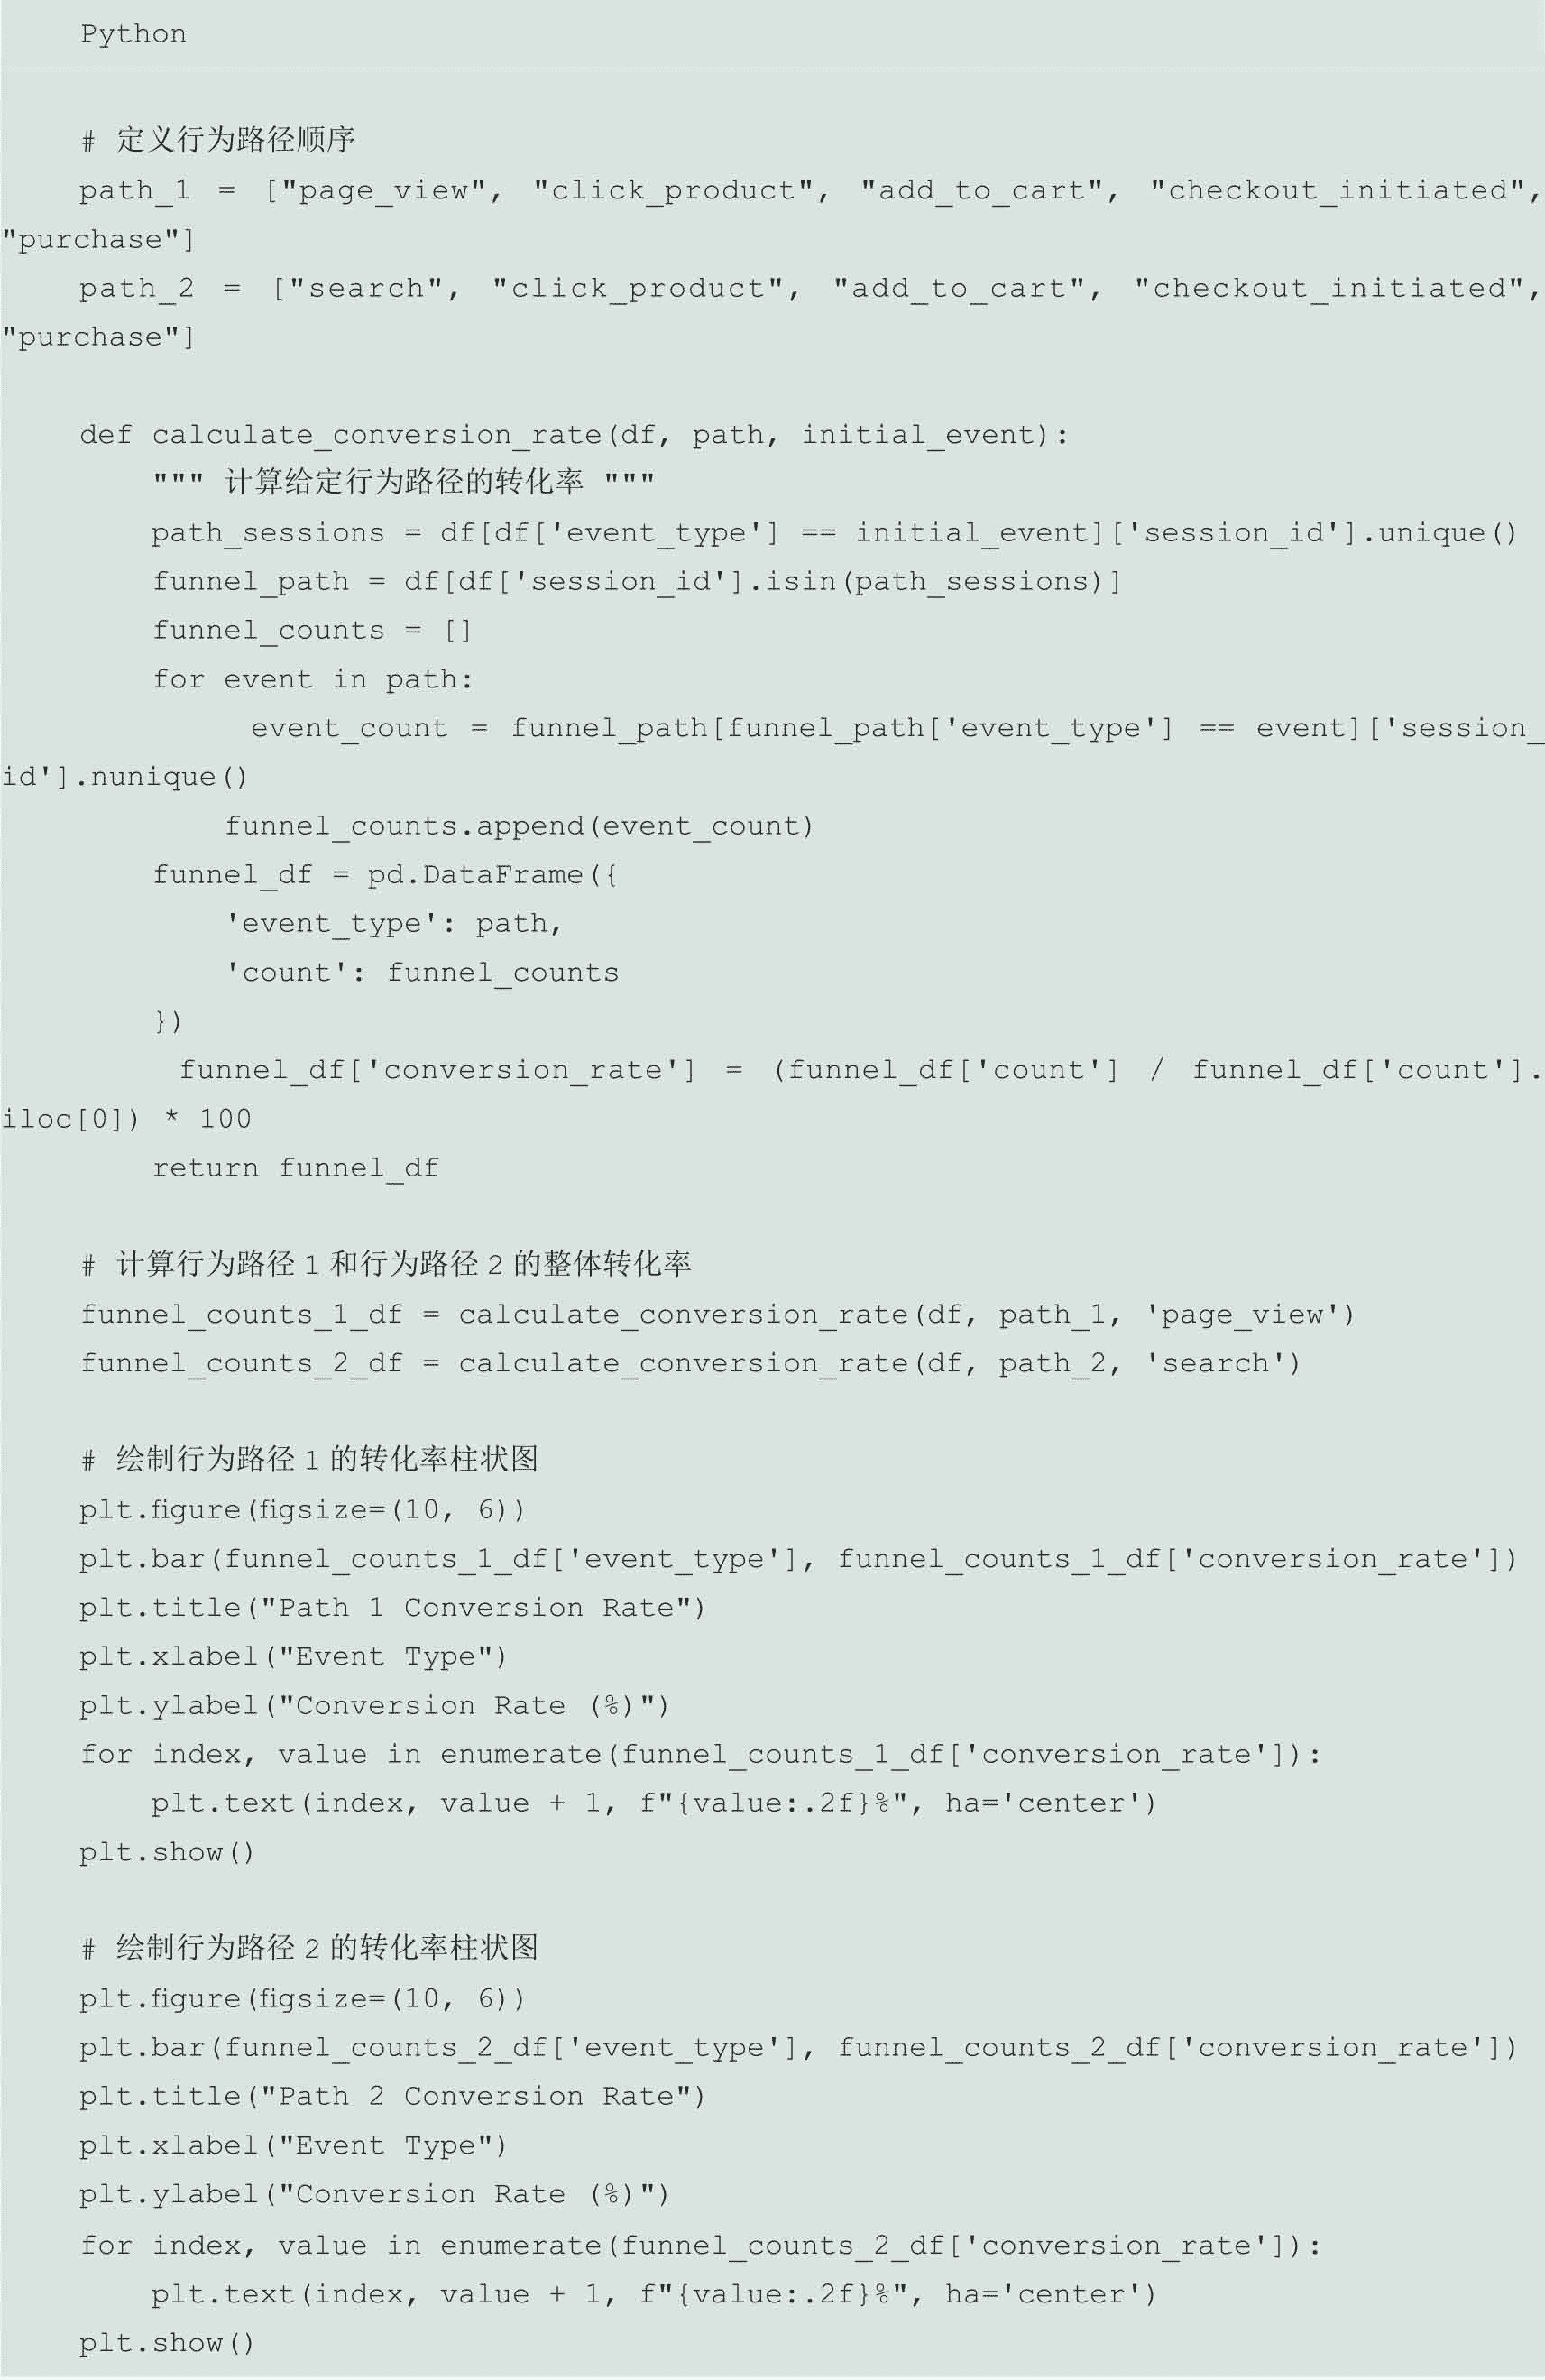 Python
# 定义行为路径顺序
path_1 = ["page_view", "click_product", "add_to_cart", "checkout_initiated",
"purchase"]
path_2 = ["search", "click_product", "add_to_cart", "checkout_initiated",
"purchase"]
def calculate_conversion_rate(df, path, initial_event):
""" 计算给定行为路径的转化率 """
path_sessions = df[df['event_type'] == initial_event]['session_id'].unique()
funnel_path = df[df['session_id'].isin(path_sessions)]
funnel_counts = []
for event in path:
event_count = funnel_path[funnel_path['event_type'] == event]['session_
id'].nunique()
funnel_counts.append(event_count)
funnel_df = pd.DataFrame({
'event_type': path,
'count': funnel_counts
})
funnel_df['conversion_rate'] = (funnel_df['count'] / funnel_df['count'].
iloc[0]) * 100
return funnel_df
# 计算行为路径 1 和行为路径 2 的整体转化率
funnel_counts_1_df = calculate_conversion_rate(df, path_1, 'page_view')
funnel_counts_2_df = calculate_conversion_rate(df, path_2, 'search')
# 绘制行为路径 1 的转化率柱状图
plt.figure(figsize=(10, 6))
plt.bar(funnel_counts_1_df['event_type'], funnel_counts_1_df['conversion_rate'])
plt.title("Path 1 Conversion Rate")
plt.xlabel("Event Type")
plt.ylabel("Conversion Rate (%)")
for index, value in enumerate(funnel_counts_1_df['conversion_rate']):
plt.text(index, value + 1, f"{value:.2f}%", ha='center')
plt.show()
# 绘制行为路径 2 的转化率柱状图
plt.figure(figsize=(10, 6))
plt.bar(funnel_counts_2_df['event_type'], funnel_counts_2_df['conversion_rate'])
plt.title("Path 2 Conversion Rate")
plt.xlabel("Event Type")
plt.ylabel("Conversion Rate (%)")
for index, value in enumerate(funnel_counts_2_df['conversion_rate']):
plt.text(index, value + 1, f"{value:.2f}%", ha='center')
plt.show()